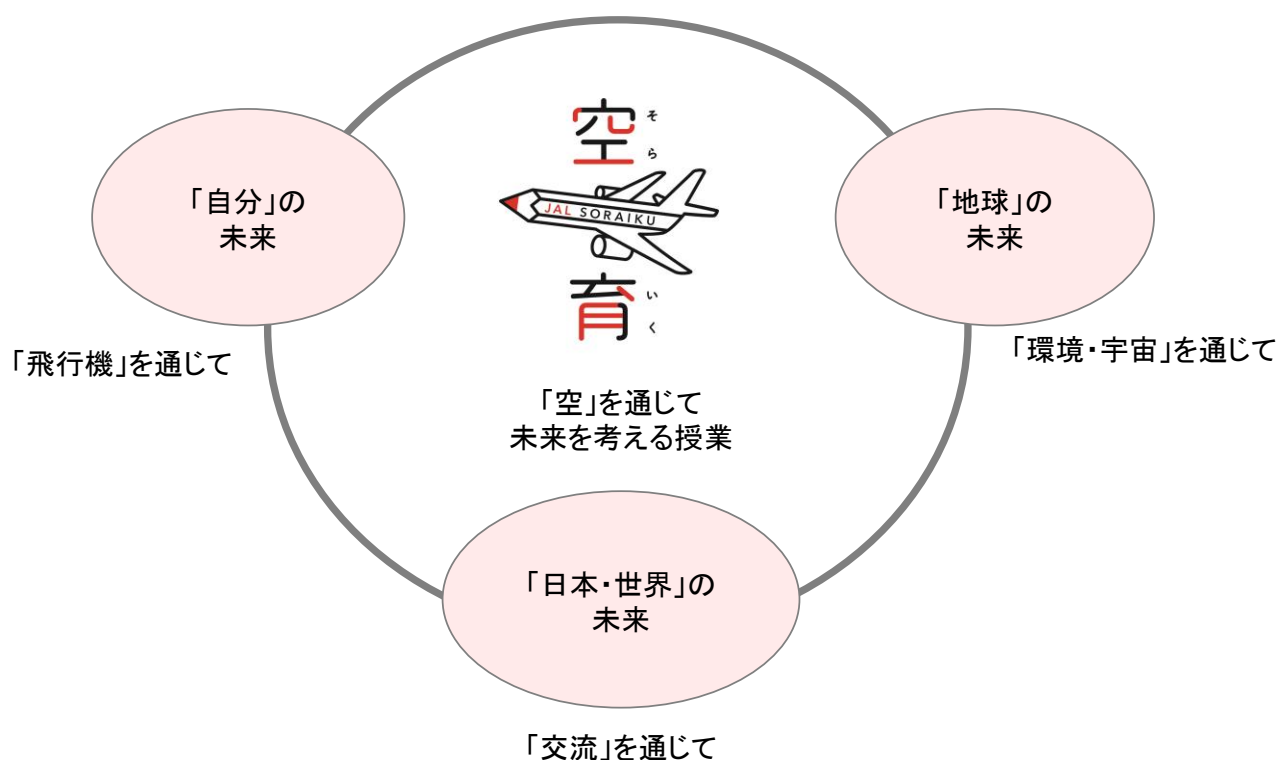 空
そら
JAL SORAIKU
育
いく
「自分」の
未来
「地球」の
未来
「飛行機」を通じて
「環境・宇宙」を通じて
「空」を通じて
未来を考える授業
「日本・世界」の
未来
「交流」を通じて